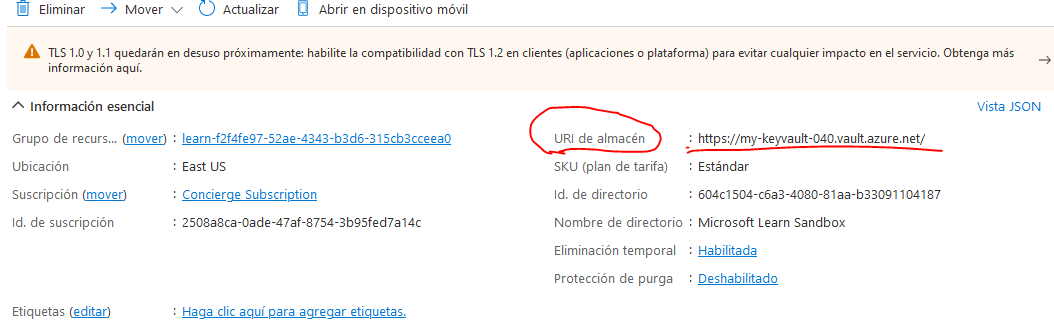 Eliminar Mover Actualizar Abrir en dispositivo móvil
TLS 1.0 y 1.1 quedarán en desuso próximamente: habilite la compatibilidad con TLS 1.2 en clientes (aplicaciones o plataforma) para evitar cualquier impacto en el servicio. Obtenga más
información aquí.
Información esencial Vista JSON
Grupo de recurs... (mover) : learn-f2f4fe97-52ae-4343-b3d6-315cb3cceea0
Ubicación : East US
Suscripción (mover) : Concierge Subscription
Id. de suscripción : 2508a8ca-0ade-47af-8754-3b95fed7a14c
URI de almacén : https://my-keyvault-040.vault.azure.net/
SKU (plan de tarifa) : Estándar
Id. de directorio : 604c1504-c6a3-4080-81aa-b33091104187
Nombre de directorio : Microsoft Learn Sandbox
Eliminación temporal : Habilitada
Protección de purga : Deshabilitado
Etiquetas (editar) : Haga clic aquí para agregar etiquetas.